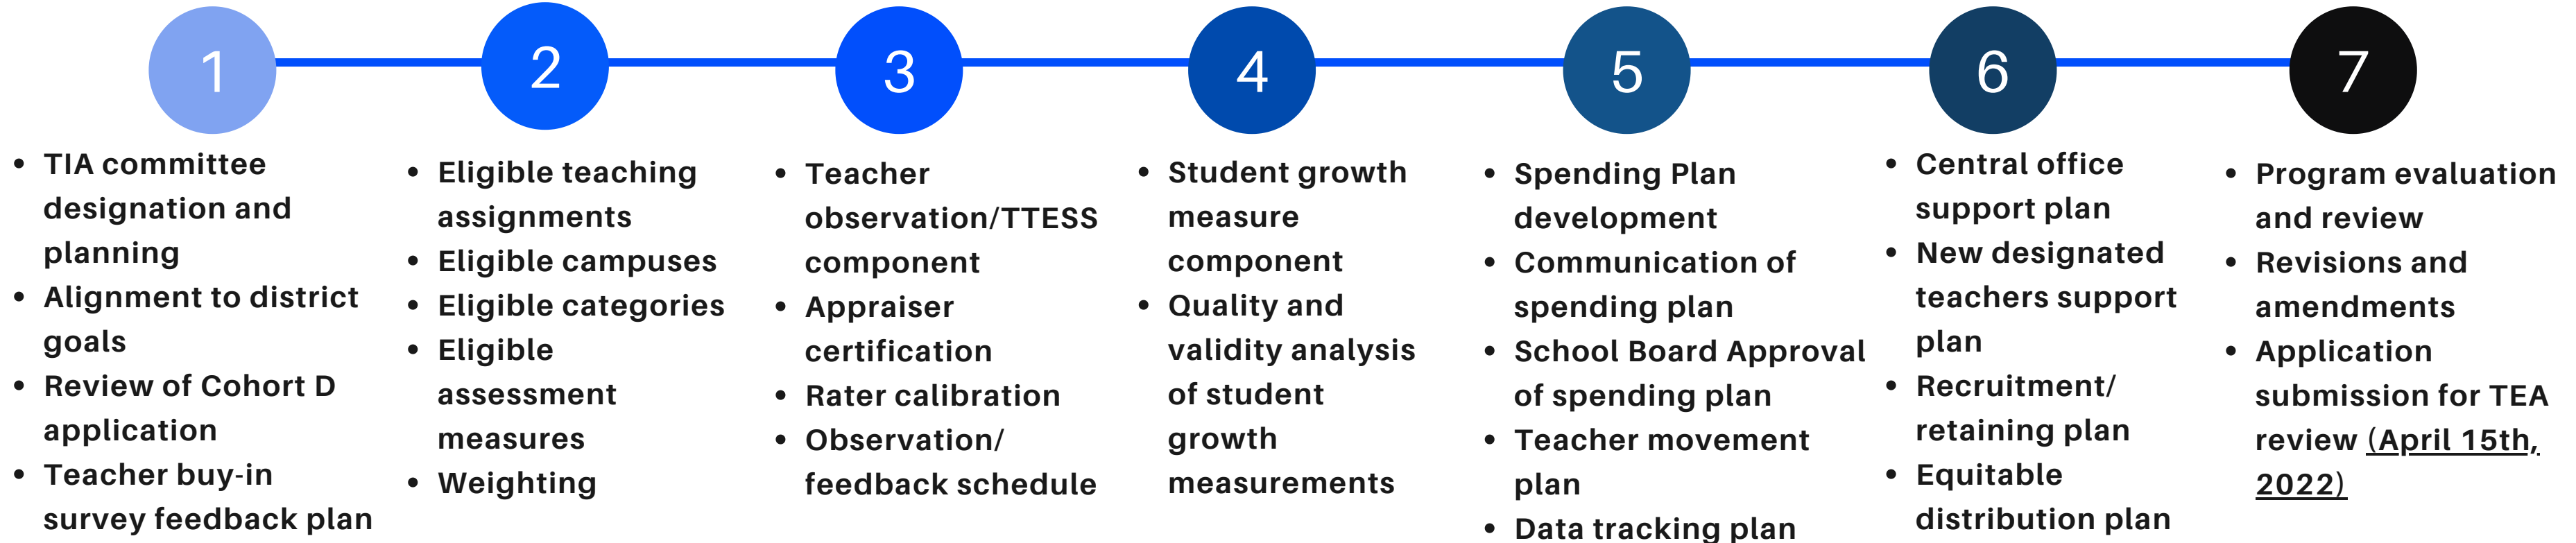 1
TIA committee
designation and
planning
Alignment to district
goals
Review of Cohort D
application
Teacher buy-in
survey feedback plan
2
Eligible teaching
assignments
Eligible campuses
Eligible categories
Eligible
assessment
measures
Weighting
3
Teacher
observation/TTESS
component
Appraiser
certification
Rater calibration
Observation/
feedback schedule
4
Student growth
measure
component
Quality and
validity analysis
of student
growth
measurements
5
Spending Plan
development
Communication of
spending plan
School Board Approval
of spending plan
Teacher movement
plan
Data tracking plan
6
Central office
support plan
New designated
teachers support
plan
Recruitment/
retaining plan
Equitable
distribution plan
7
Program evaluation
and review
Revisions and
amendments
Application
submission for TEA
review (April 15th,
2022)